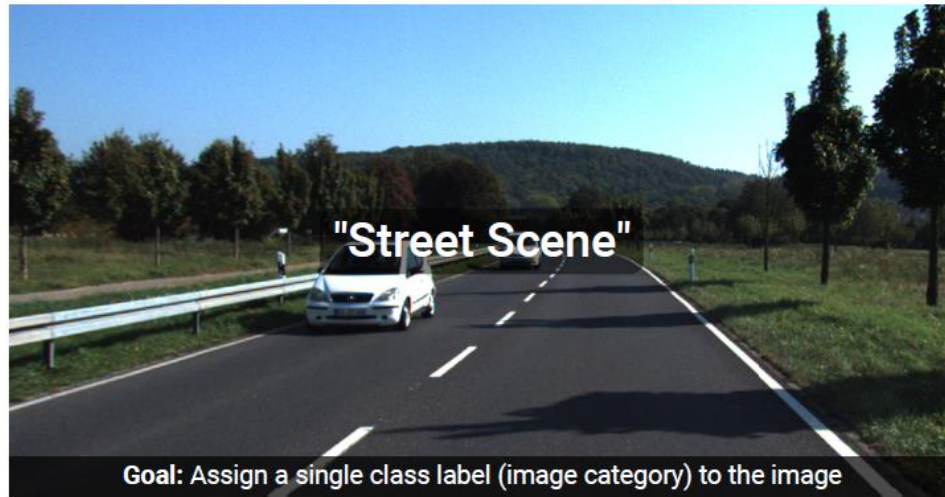 "Street Scene"
Goal: Assign a single class label (image category) to the image